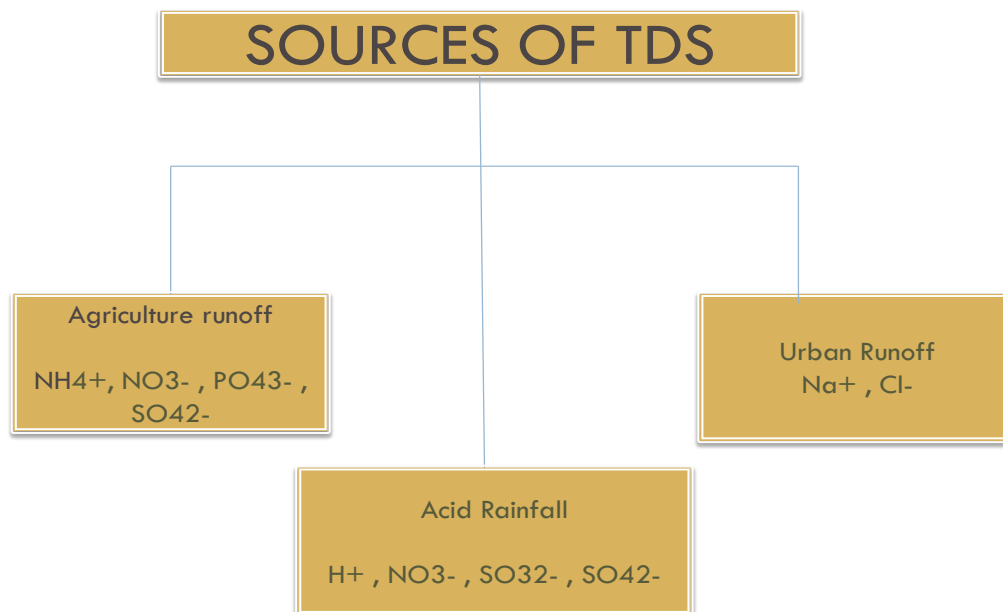 SOURCES OF TDS
Agriculture runoff
NH4+, NO3- , PO43- ,
SO42-
Urban Runoff
Na+ , Cl-
Acid Rainfall
H+ , NO3- , SO32- , SO42-